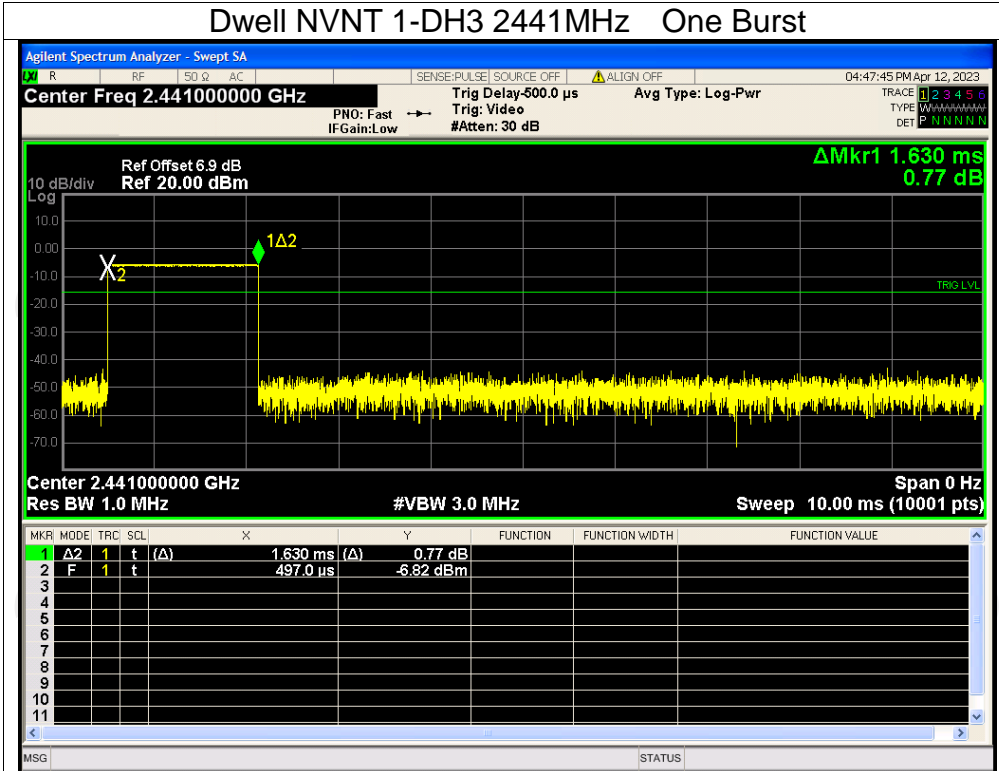 Dwell NVNT 1-DH3 2441MHz One Burst
Agilent Spectrum Analyzer - Swept SA
LXI R RF 50 Ω AC SENSE:PULSE SOURCE OFF ALIGN OFF 04:47:45 PM Apr 12, 2023
Center Freq 2.441000000 GHz
Trig Delay-500.0 µs Avg Type: Log-Pwr TRACE 1 2 3 4 5 6
PNO: Fast Trig: Video TYPE WWWWWW
IFGain:Low #Atten: 30 dB DET P N N N N N
ΔMkr1 1.630 ms
0.77 dB
Ref Offset 6.9 dB
10 dB/div Ref 20.00 dBm
Log
10.0
0.00
-10.0
-20.0
-30.0
-40.0
-50.0
-60.0
-70.0
1Δ2
2
TRIG LVL
Center 2.441000000 GHz Span 0 Hz
Res BW 1.0 MHz #VBW 3.0 MHz Sweep 10.00 ms (10001 pts)
MKR MODE TRC SCL X Y FUNCTION FUNCTION WIDTH FUNCTION VALUE
1 Δ2 1 t (Δ) 1.630 ms (Δ) 0.77 dB
2 F 1 t 497.0 µs -6.82 dBm
3
4
5
6
7
8
9
10
11
MSG STATUS